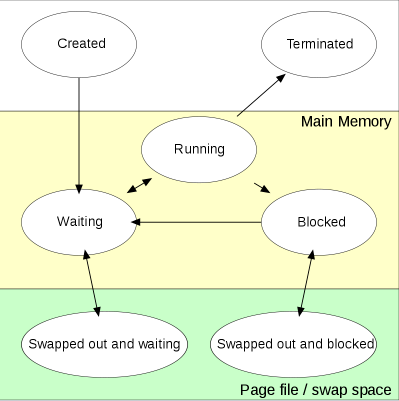 Created
Terminated
Main Memory
Running
Waiting
Blocked
Swapped out and waiting
Swapped out and blocked
Page file / swap space